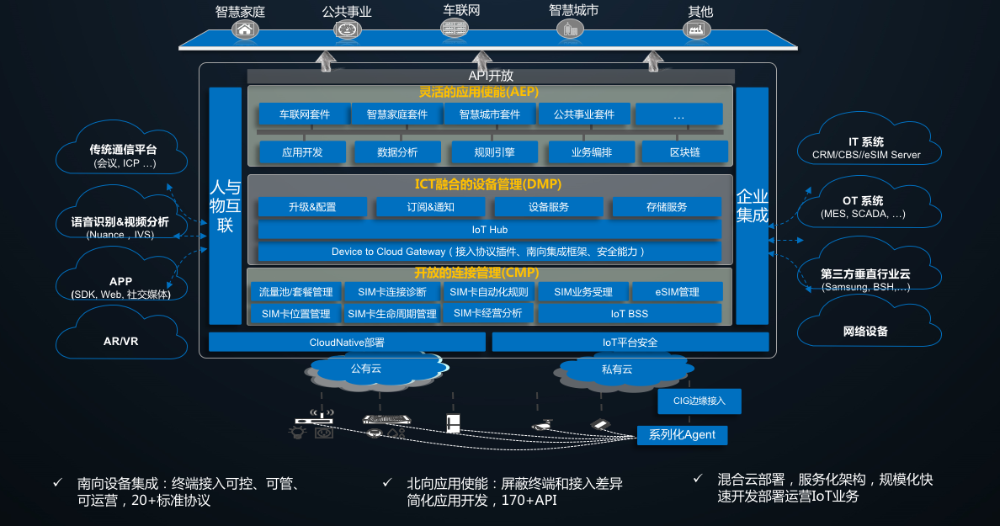 智慧家庭
公共事业
车联网
智慧城市
其他
API开放
灵活的应用使能(AEP)
车联网套件
智慧家庭套件
智慧城市套件
公共事业套件
…
应用开发
数据分析
规则引擎
业务编排
区块链
ICT融合的设备管理(DMP)
升级&配置
订阅&通知
设备服务
存储服务
IoT Hub
Device to Cloud Gateway（接入协议插件、南向集成框架、安全能力）
开放的连接管理(CMP)
流量池/套餐管理
SIM卡连接诊断
SIM卡自动化规则
SIM业务受理
eSIM管理
SIM卡位置管理
SIM卡生命周期管理
SIM卡经营分析
IoT BSS
人与
物互
联
企业
集成
CloudNative部署
IoT平台安全
传统通信平台
(会议, ICP …)
语音识别&视频分析
(Nuance，IVS)
APP
(SDK, Web, 社交媒体)
AR/VR
IT 系统
CRM/CBS//eSIM Server
OT 系统
(MES, SCADA, …)
第三方垂直行业云
(Samsung, BSH,…)
网络设备
公有云
私有云
CIG边缘接入
系列化Agent
✓ 南向设备集成：终端接入可控、可管、
可运营，20+标准协议
✓ 北向应用使能：屏蔽终端和接入差异
简化应用开发，170+API
✓ 混合云部署，服务化架构，规模化快
速开发部署运营IoT业务